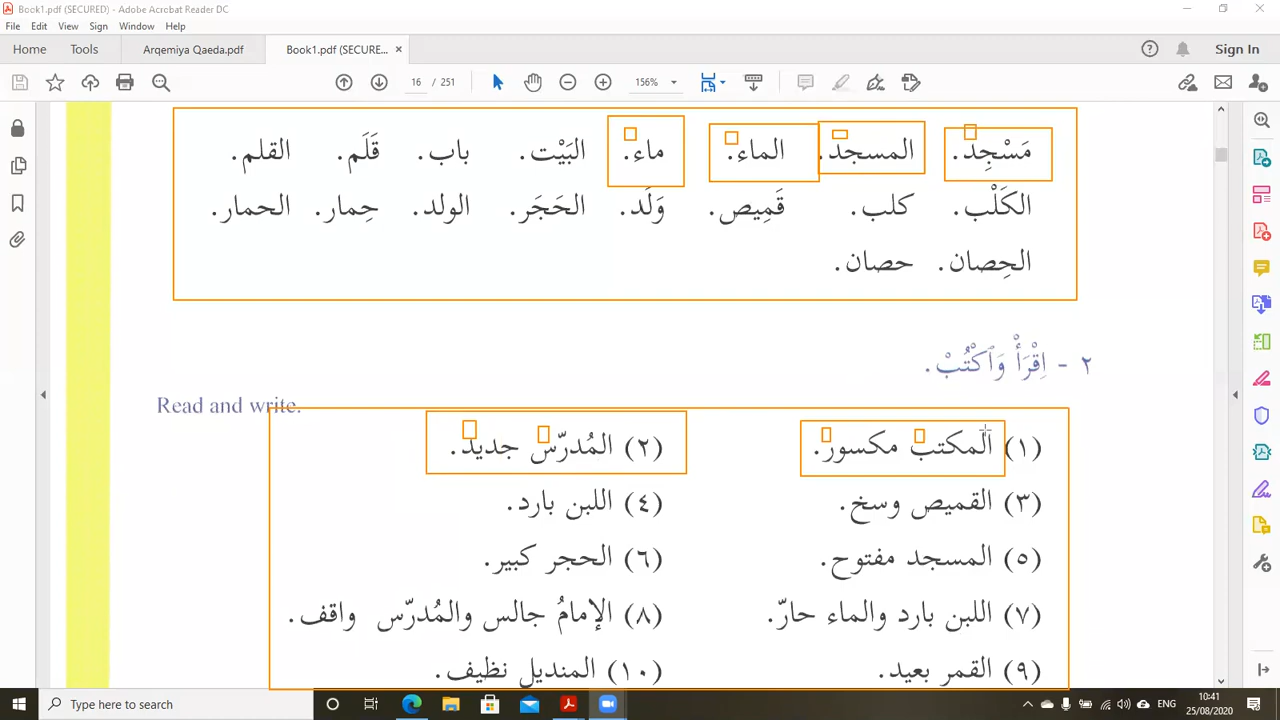 Book1.pdf (SECURED) - Adobe Acrobat Reader DC
File Edit View Sign Window Help
Home Tools Arqemiya Qaeda.pdf Book1.pdf (SECURE... × Sign In
16 / 251 156%
مَسْجِد. المسجد. الماء. ماء. البَيْت. باب. قَلَم. القلم.
الكَلْب. كلب. قَمِيص. وَلَد. الحَجَر. الولد. حِمار. الحمار.
الحِصان. حصان.
٢ - اِقْرَأْ وَٱكْتُبْ.
Read and write.
(١) المكتب مكسور. (٢) المُدرّس جديد.
(٣) القميص وسخ. (٤) اللبن بارد.
(٥) المسجد مفتوح. (٦) الحجر كبير.
(٧) اللبن بارد والماء حارّ. (٨) الإمامُ جالس والمُدرّس واقف.
(٩) القمر بعيد. (١٠) المنديل نظيف.
Type here to search
ENG 10:41
25/08/2020